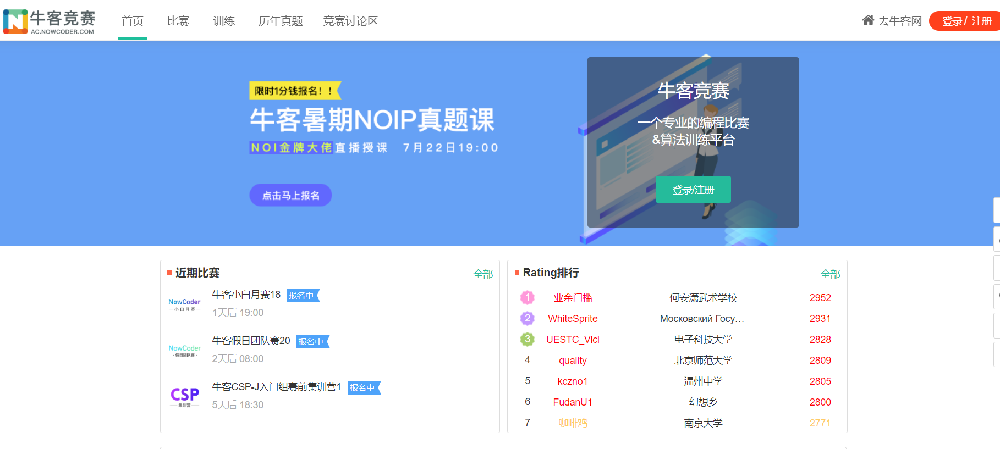 牛客竞赛
AC.NOWCODER.COM
首页 比赛 训练 历年真题 竞赛讨论区
去牛客网 登录 / 注册
限时1分钱报名！！
牛客暑期NOIP真题课
NOI金牌大佬直播授课 7月22日19:00
点击马上报名
牛客竞赛
一个专业的编程比赛
&算法训练平台
登录/注册
近期比赛 全部
NowCoder
小白月赛
牛客小白月赛18 报名中
1天后 19:00
NowCoder
- 假日团队赛 -
牛客假日团队赛20 报名中
2天后 08:00
CSP
集训营
牛客CSP-J入门组赛前集训营1 报名中
5天后 18:30
Rating排行 全部
1 业余门槛 何安潇武术学校 2952
2 WhiteSprite Московский Госу... 2931
3 UESTC_Vici 电子科技大学 2828
4 quailty 北京师范大学 2809
5 kczno1 温州中学 2805
6 FudanU1 幻想乡 2800
7 咖啡鸡 南京大学 2771